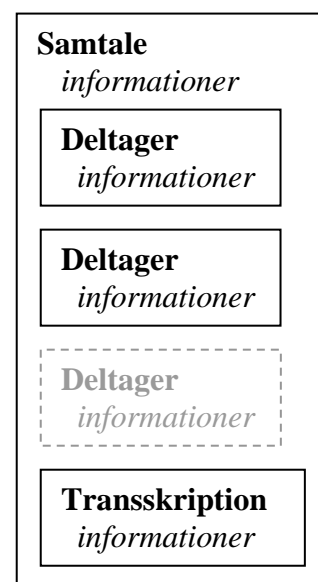 Samtale
informationer
Deltager
informationer
Deltager
informationer
Deltager
informationer
Transskription
informationer